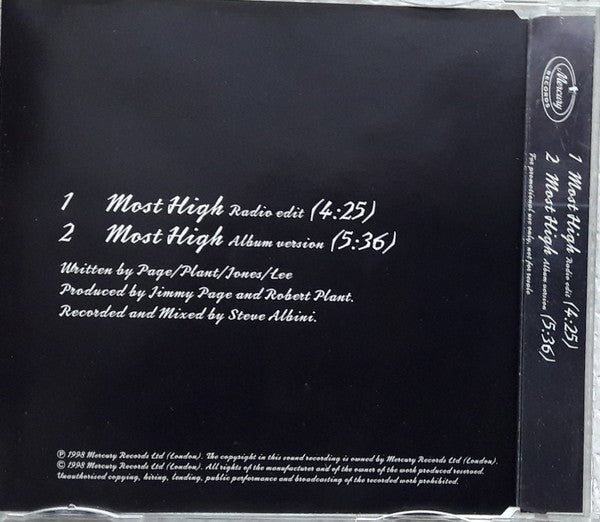 1 Most High Radio edit (4:25)
2 Most High Album version (5:36)
Written by Page/Plant/Jones/Lee
Produced by Jimmy Page and Robert Plant.
Recorded and Mixed by Steve Albini.
℗ 1998 Mercury Records Ltd (London). The copyright in this sound recording is owned by Mercury Records Ltd (London).
© 1998 Mercury Records Ltd (London). All rights of the manufacturer and of the owner of the work produced reserved.
Unauthorised copying, hiring, lending, public performance and broadcasting of the recorded work prohibited.
Mercury
RECORDS
1 Most High Radio edit (4:25)
2 Most High Album version (5:36)
For promotional use only, not for resale